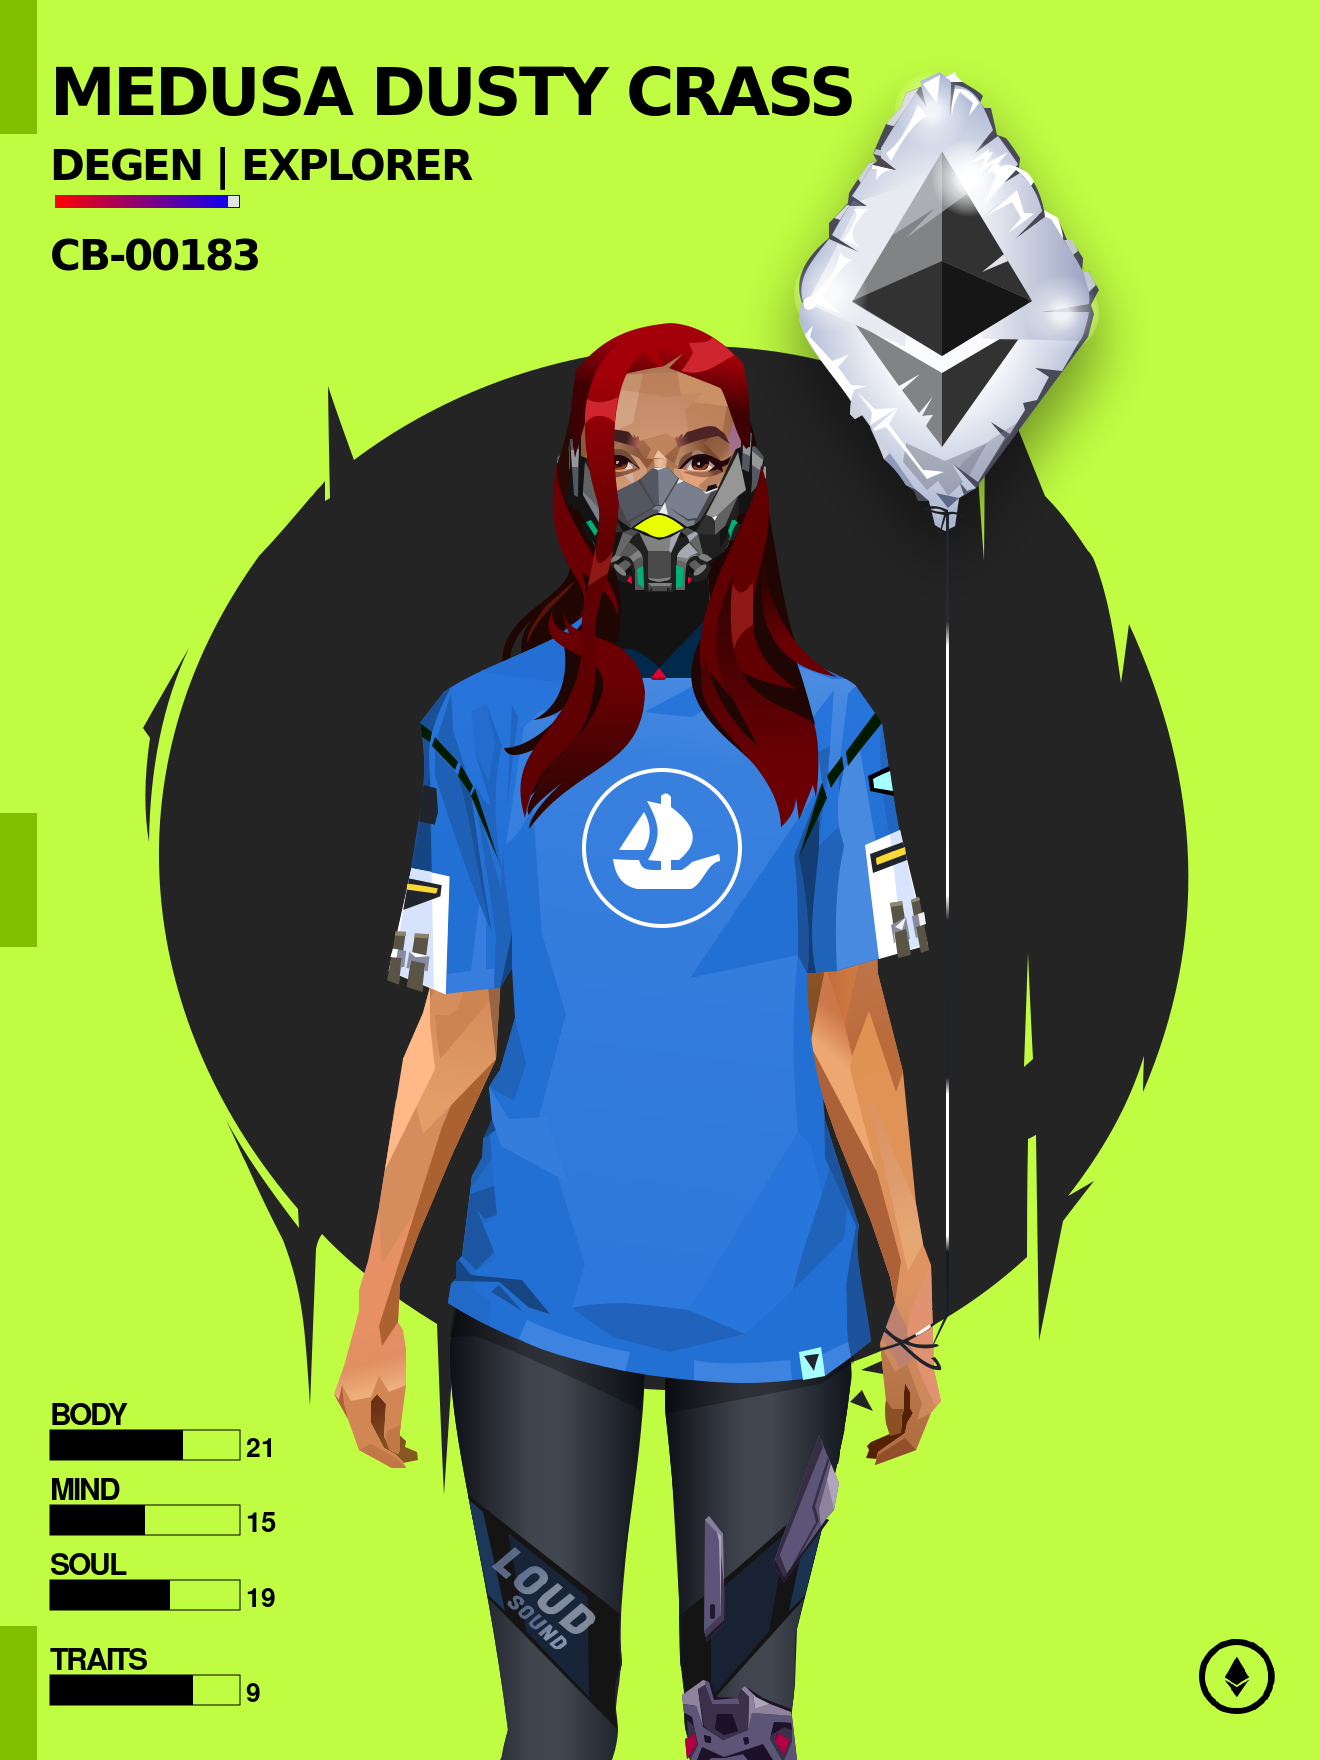 MEDUSA DUSTY CRASS
DEGEN | EXPLORER
CB-00183
BODY
21
MIND
15
SOUL
19
TRAITS
9
LOUD
SOUND